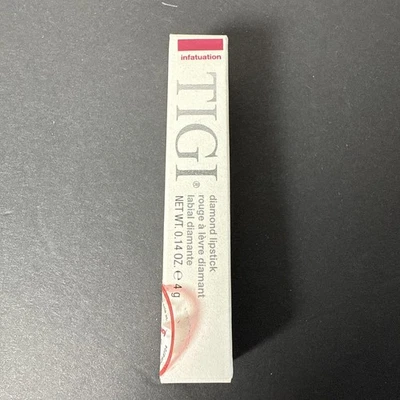 infatuation
TIGI®
diamond lipstick
rouge à lèvre diamant
labial diamante
NET WT. 0.14 OZ. ℮ 4 g